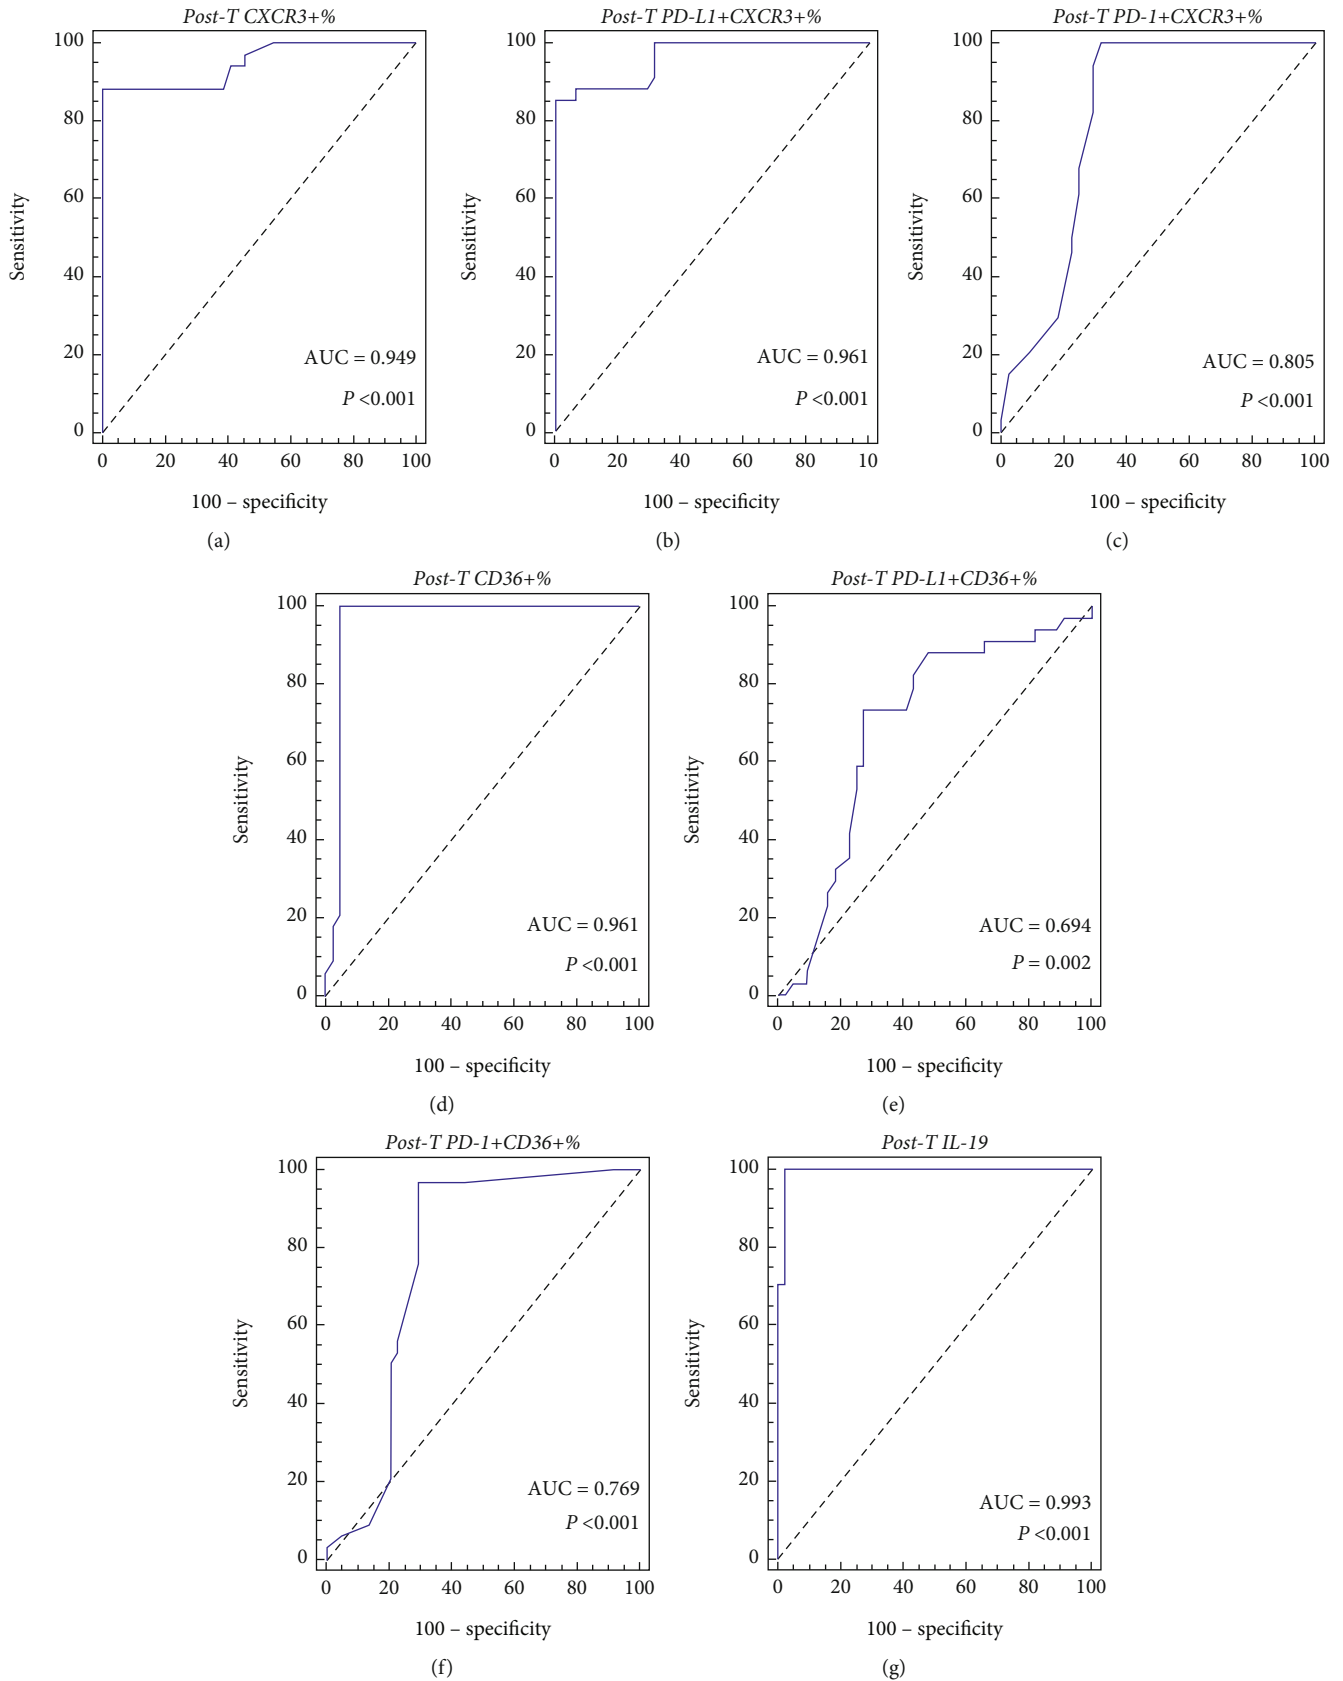 Post-T CXCR3+%
Sensitivity
100
80
60
40
20
0
AUC = 0.949
P <0.001
0 20 40 60 80 100
100 – specificity
(a)
Post-T PD-L1+CXCR3+%
Sensitivity
100
80
60
40
20
0
AUC = 0.961
P <0.001
0 20 40 60 80 10
100 – specificity
(b)
Post-T PD-1+CXCR3+%
Sensitivity
100
80
60
40
20
0
AUC = 0.805
P <0.001
0 20 40 60 80 100
100 – specificity
(c)
Post-T CD36+%
Sensitivity
100
80
60
40
20
0
AUC = 0.961
P <0.001
0 20 40 60 80 100
100 – specificity
(d)
Post-T PD-L1+CD36+%
Sensitivity
100
80
60
40
20
0
AUC = 0.694
P = 0.002
0 20 40 60 80 100
100 – specificity
(e)
Post-T PD-1+CD36+%
Sensitivity
100
80
60
40
20
0
AUC = 0.769
P <0.001
0 20 40 60 80 100
100 – specificity
(f)
Post-T IL-19
Sensitivity
100
80
60
40
20
0
AUC = 0.993
P <0.001
0 20 40 60 80 100
100 – specificity
(g)